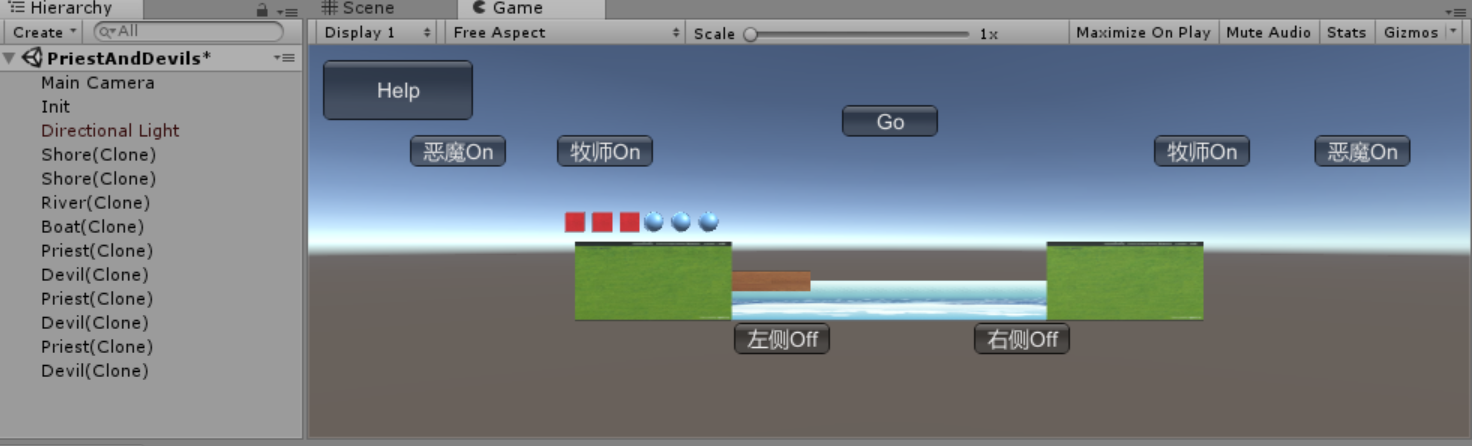 Hierarchy
Scene
Game
Create
All
Display 1
Free Aspect
Scale
1x
Maximize On Play
Mute Audio
Stats
Gizmos
PriestAndDevils*
Main Camera
Init
Directional Light
Shore(Clone)
Shore(Clone)
River(Clone)
Boat(Clone)
Priest(Clone)
Devil(Clone)
Priest(Clone)
Devil(Clone)
Priest(Clone)
Devil(Clone)
Help
Go
恶魔On
牧师On
牧师On
恶魔On
左侧Off
右侧Off